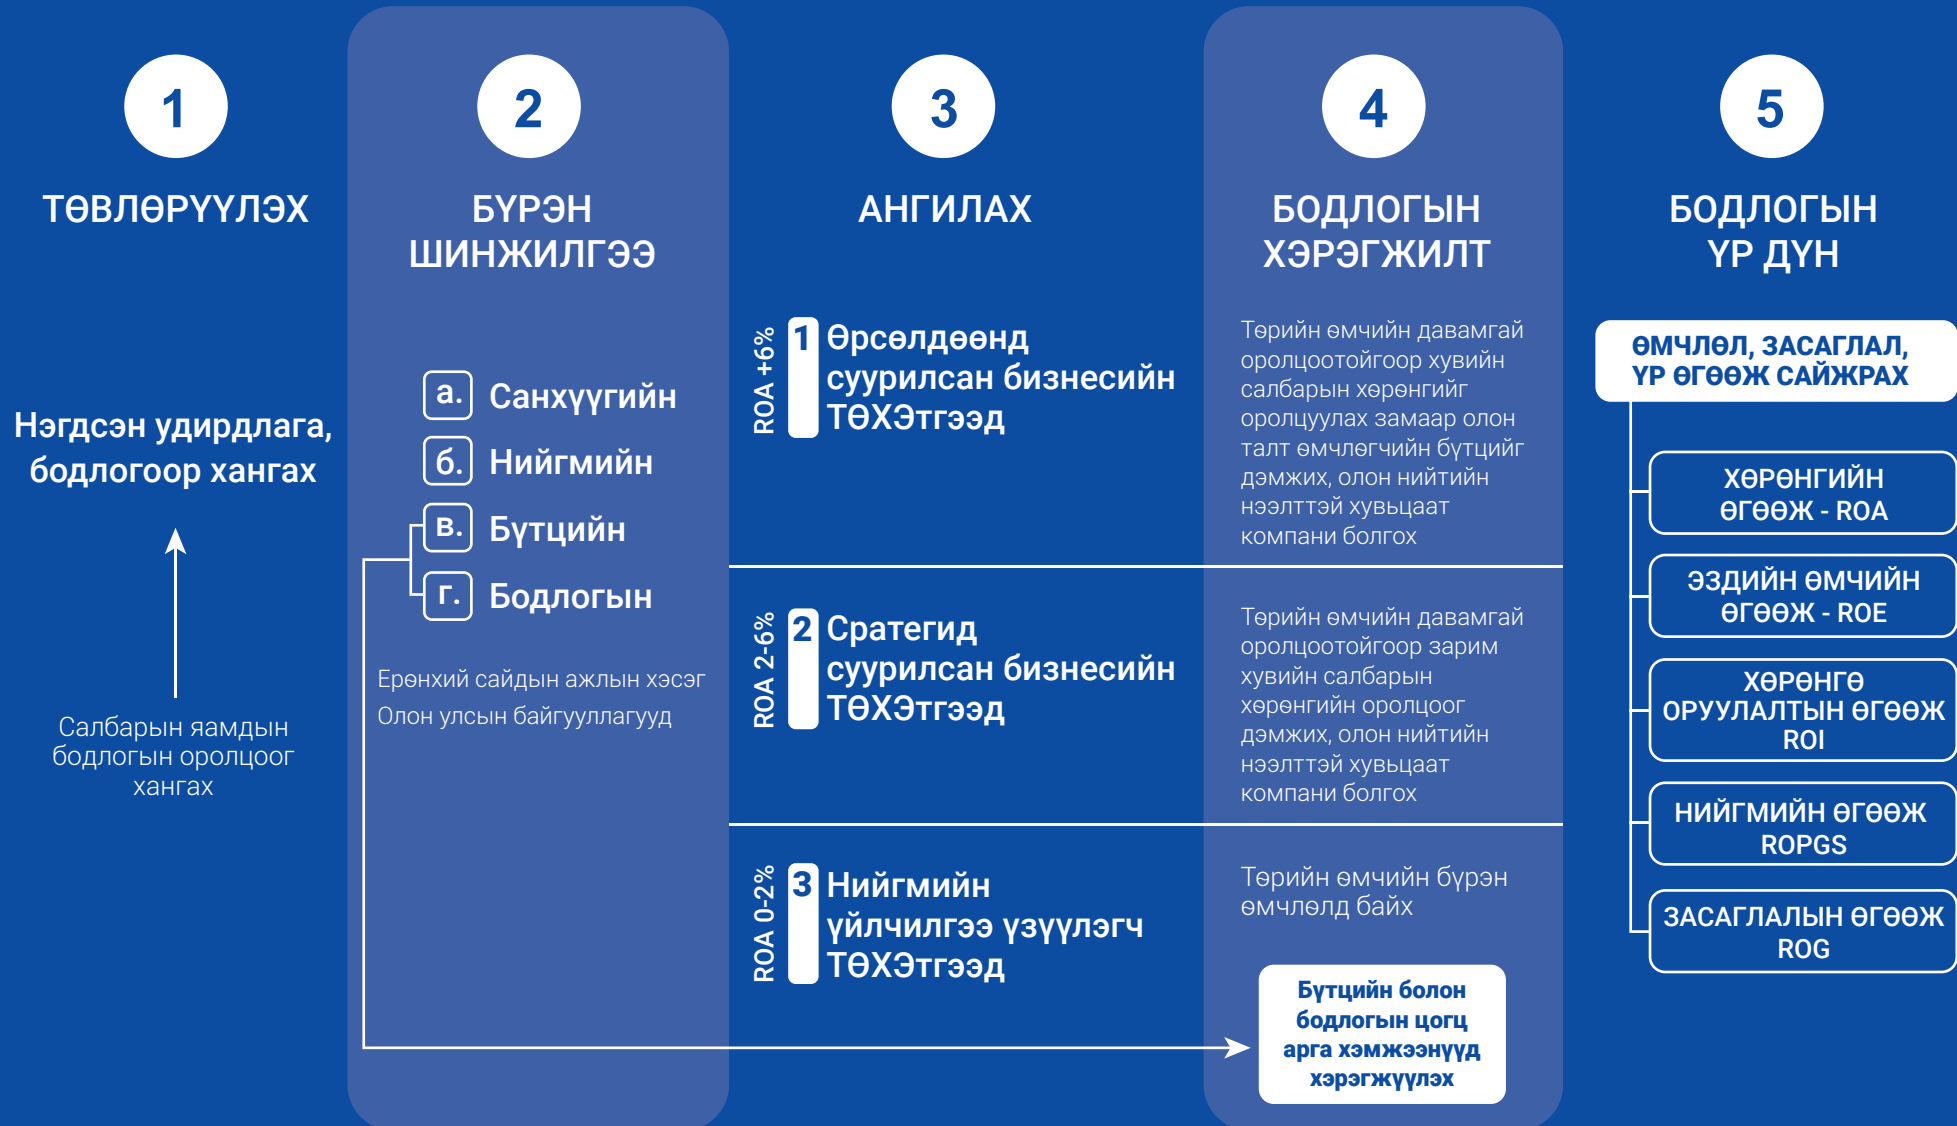 1
ТӨВЛӨРҮҮЛЭХ
Нэгдсэн удирдлага,
бодлогоор хангах
Салбарын яамдын
бодлогын оролцоог
хангах
2
БҮРЭН
ШИНЖИЛГЭЭ
а. Санхүүгийн
б. Нийгмийн
в. Бүтцийн
г. Бодлогын
Ерөнхий сайдын ажлын хэсэг
Олон улсын байгууллагууд
3
АНГИЛАХ
ROA +6%
1 Өрсөлдөөнд
суурилсан бизнесийн
ТӨХЭтгээд
ROA 2-6%
2 Сратегид
суурилсан бизнесийн
ТӨХЭтгээд
ROA 0-2%
3 Нийгмийн
үйлчилгээ үзүүлэгч
ТӨХЭтгээд
4
БОДЛОГЫН
ХЭРЭГЖИЛТ
Төрийн өмчийн давамгай
оролцоотойгоор хувийн
салбарын хөрөнгийг
оролцуулах замаар олон
талт өмчлөгчийн бүтцийг
дэмжих, олон нийтийн
нээлттэй хувьцаат
компани болгох
Төрийн өмчийн давамгай
оролцоотойгоор зарим
хувийн салбарын
хөрөнгийн оролцоог
дэмжих, олон нийтийн
нээлттэй хувьцаат
компани болгох
Төрийн өмчийн бүрэн
өмчлөлд байх
Бүтцийн болон
бодлогын цогц
арга хэмжээнүүд
хэрэгжүүлэх
5
БОДЛОГЫН
ҮР ДҮН
ӨМЧЛӨЛ, ЗАСАГЛАЛ,
ҮР ӨГӨӨЖ САЙЖРАХ
ХӨРӨНГИЙН
ӨГӨӨЖ - ROA
ЭЗДИЙН ӨМЧИЙН
ӨГӨӨЖ - ROE
ХӨРӨНГӨ
ОРУУЛАЛТЫН ӨГӨӨЖ
ROI
НИЙГМИЙН ӨГӨӨЖ
ROPGS
ЗАСАГЛАЛЫН ӨГӨӨЖ
ROG